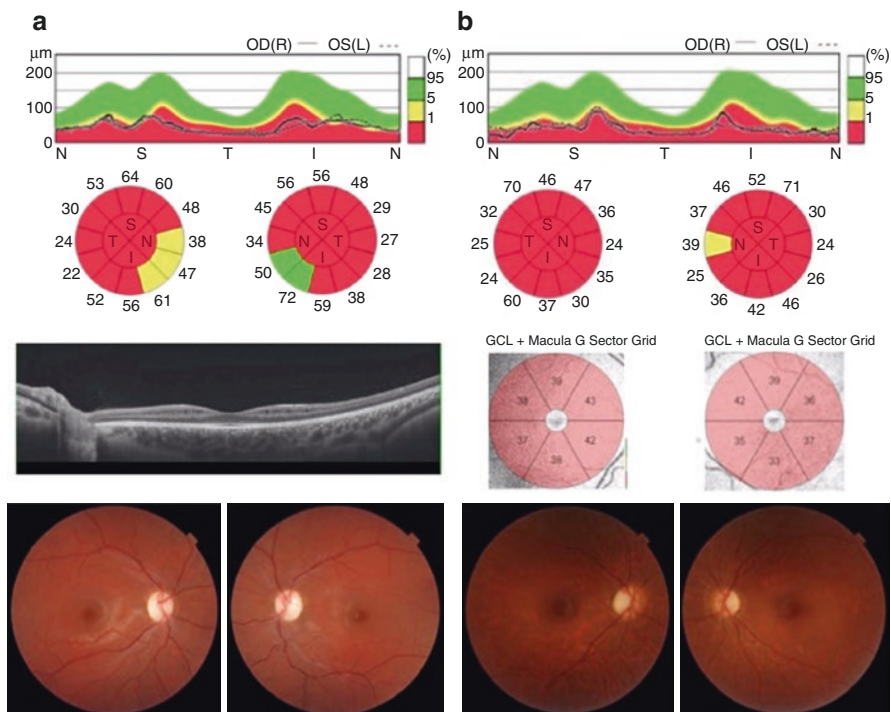 a
OD(R) OS(L)
(%)
µm
200
100
0
95
5
1
N S T I N
53 64 60
30 48
24 38
22 47
52 56 61
S
T N
I
56 56 48
45 29
34 27
50 28
72 59 38
S
N T
I
b
OD(R) OS(L)
(%)
µm
200
100
0
95
5
1
N S T I N
70 46 47
32 36
25 24
24 35
60 37 30
S
T N
I
46 52 71
37 30
39 24
25 26
36 42 46
S
N T
I
GCL + Macula G Sector Grid
39
38 43
37 42
38
GCL + Macula G Sector Grid
39
42 36
35 37
33